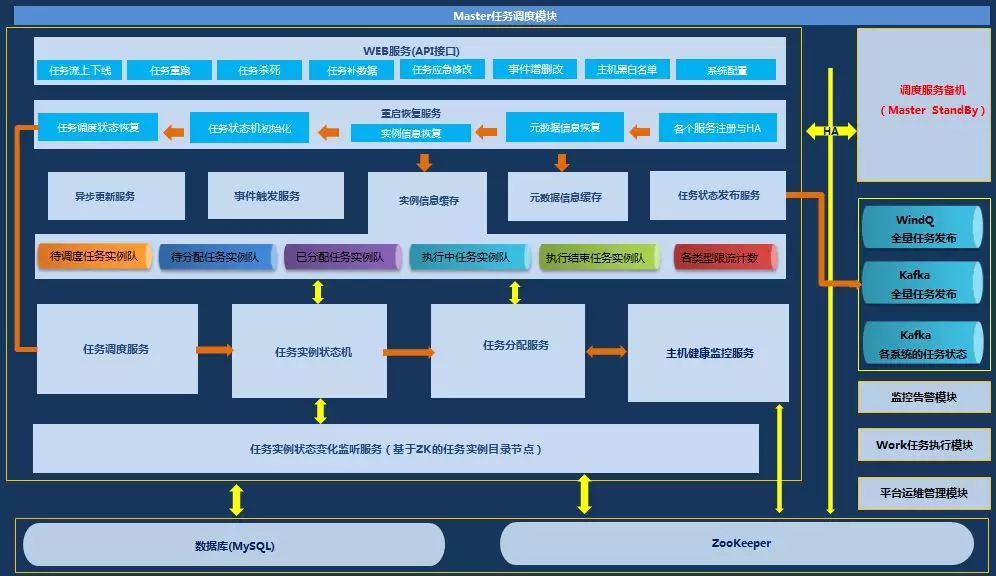 Master任务调度模块
WEB服务(API接口)
任务流上下线
任务重跑
任务杀死
任务补数据
任务应急修改
事件增删改
主机黑白名单
系统配置
重启恢复服务
任务调度状态恢复
任务状态机初始化
实例信息恢复
元数据信息恢复
各个服务注册与HA
异步更新服务
事件触发服务
实例信息缓存
元数据信息缓存
任务状态发布服务
待调度任务实例队
待分配任务实例队
已分配任务实例队
执行中任务实例队
执行结束任务实例队
各类型限流计数
任务调度服务
任务实例状态机
任务分配服务
主机健康监控服务
任务实例状态变化监听服务（基于ZK的任务实例目录节点）
HA
调度服务备机
（Master StandBy）
WindQ
全量任务发布
Kafka
全量任务发布
Kafka
各系统的任务状态
监控告警模块
Work任务执行模块
平台运维管理模块
数据库(MySQL)
ZooKeeper